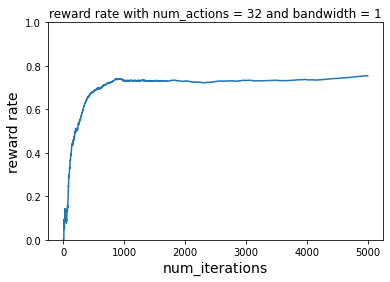 reward rate with num_actions = 32 and bandwidth = 1
1.0
0.8
0.6
0.4
0.2
0.0
reward rate
0 1000 2000 3000 4000 5000
num_iterations